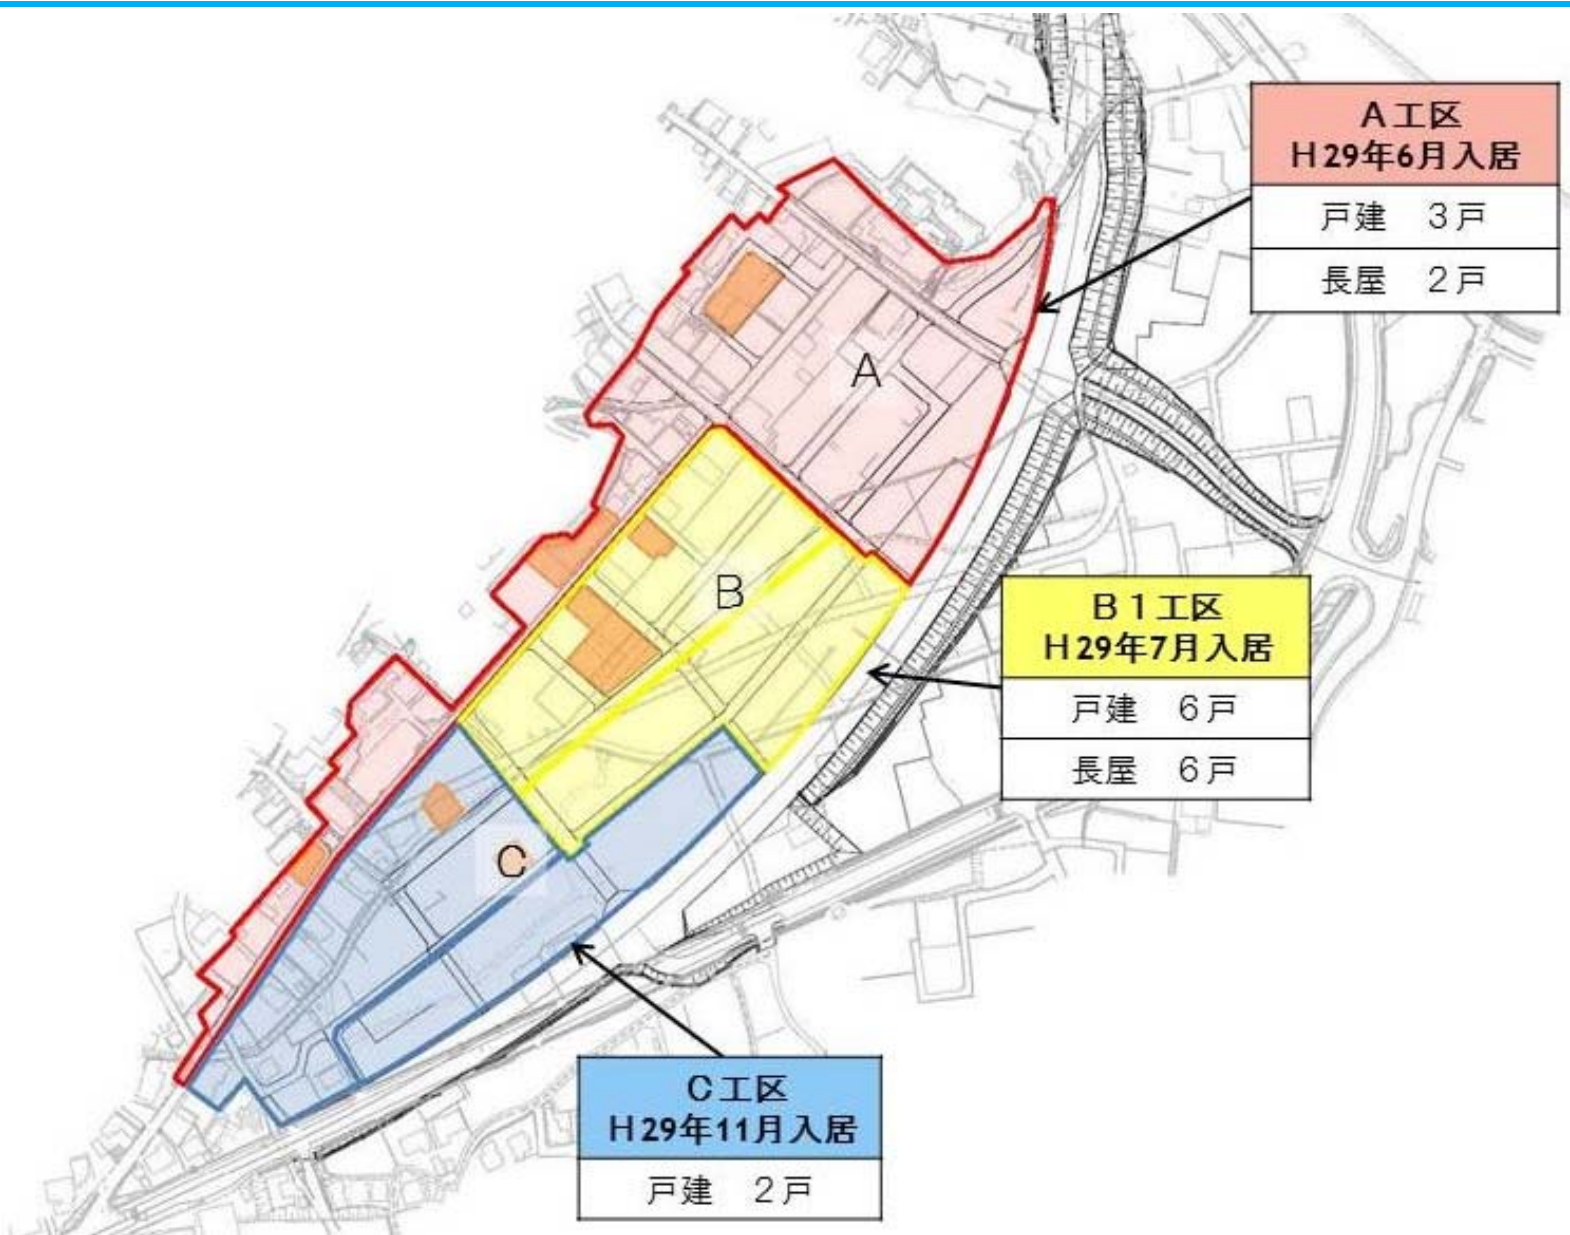 A工区
H29年6月入居
戸建 3戸
長屋 2戸
A
B
B1工区
H29年7月入居
戸建 6戸
長屋 6戸
C
C工区
H29年11月入居
戸建 2戸